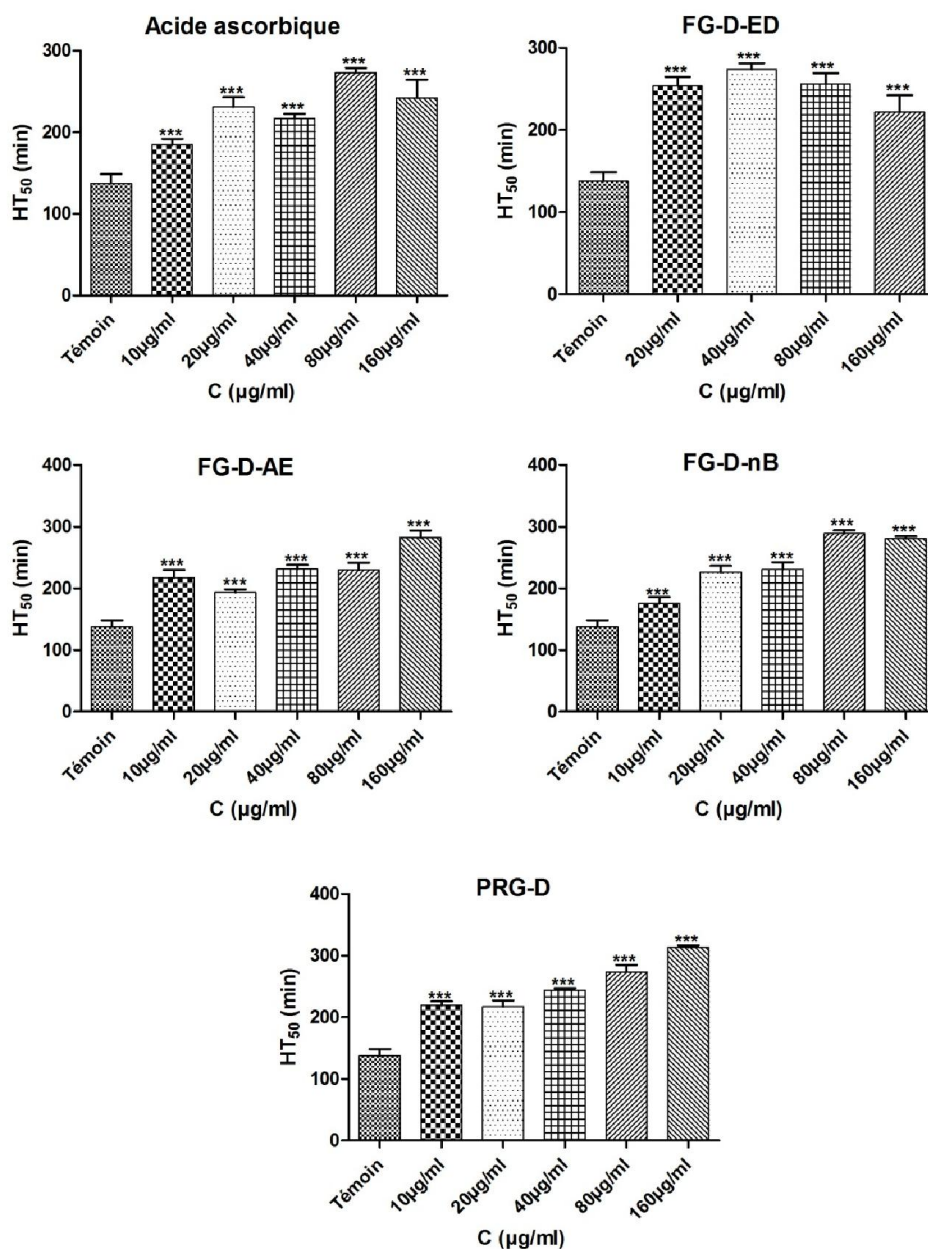 Acide ascorbique
HT50 (min)
300
200
100
0
***
***
***
***
***
Témoin
10µg/ml
20µg/ml
40µg/ml
80µg/ml
160µg/ml
C (µg/ml)
FG-D-ED
HT50 (min)
300
200
100
0
***
***
***
***
Témoin
20µg/ml
40µg/ml
80µg/ml
160µg/ml
C (µg/ml)
FG-D-AE
HT50 (min)
400
300
200
100
0
***
***
***
***
***
Témoin
10µg/ml
20µg/ml
40µg/ml
80µg/ml
160µg/ml
C (µg/ml)
FG-D-nB
HT50 (min)
400
300
200
100
0
***
***
***
***
***
Témoin
10µg/ml
20µg/ml
40µg/ml
80µg/ml
160µg/ml
C (µg/ml)
PRG-D
HT50 (min)
400
300
200
100
0
***
***
***
***
***
Témoin
10µg/ml
20µg/ml
40µg/ml
80µg/ml
160µg/ml
C (µg/ml)